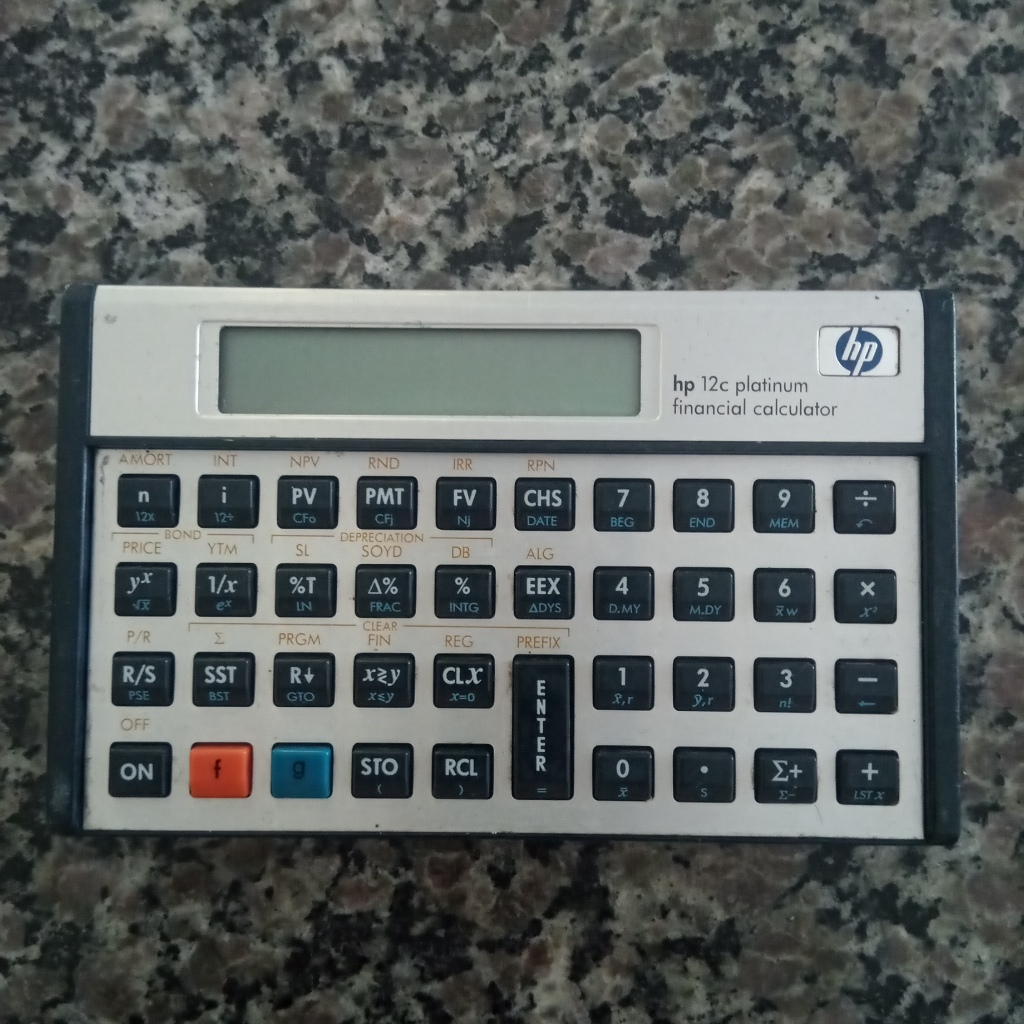 hp
hp 12c platinum
financial calculator
AMORT INT NPV RND IRR RPN
n i PV PMT FV CHS 7 8 9 ÷
12x 12÷ CFo CFj Nj DATE BEG END MEM ⤺
BOND DEPRECIATION
PRICE YTM SL SOYD DB ALG
yˣ 1/x %T Δ% % EEX 4 5 6 ×
√x eˣ LN FRAC INTG ΔDYS D.MY M.DY x̄w x²
CLEAR
P/R Σ PRGM FIN REG PREFIX
R/S SST R↓ x≷y CLx ENTER 1 2 3 −
PSE BST GTO x≤y x=0 x̂,r ŷ,r n! ←
OFF
ON f g STO RCL 0 • Σ+ +
( ) = x̄ S Σ− LST x